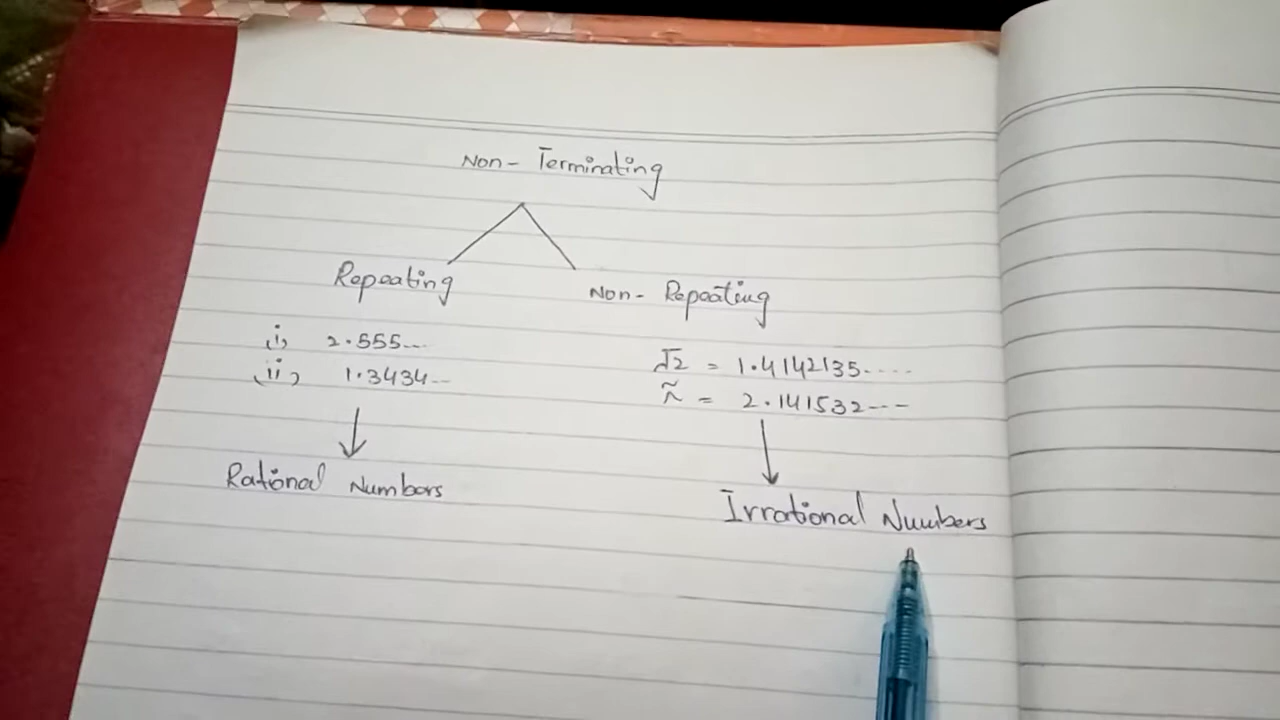 Non- Terminating
Repeating
Non- Repeating
(i) 2.555...
(ii) 1.3434...
√2 = 1.4142135....
π = 2.141532---
Rational Numbers
Irrational Numbers